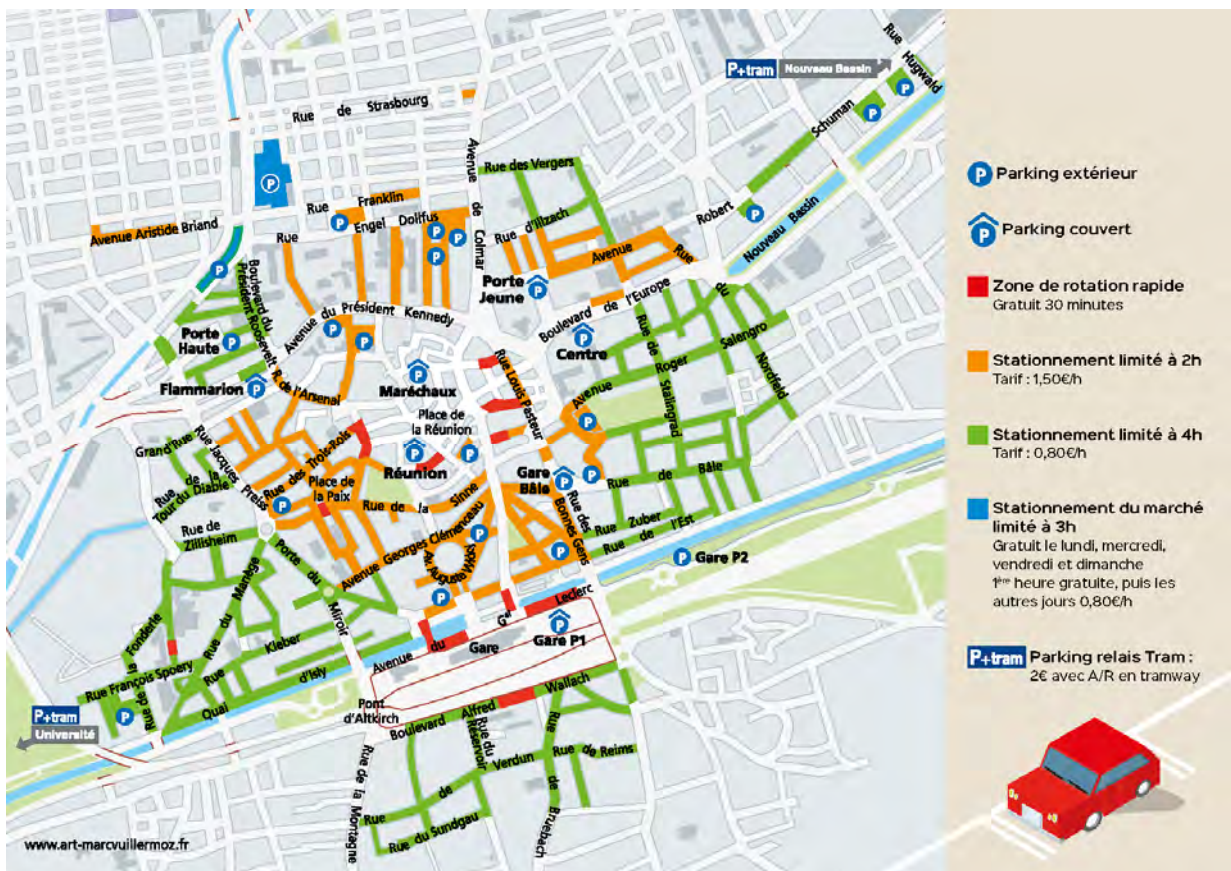 P+tram Nouveau Bassin
Rue Hugwald
Schuman
Robert
Nouveau Bassin
Rue de Strasbourg
Avenue de Colmar
Rue des Vergers
Rue d'Illzach
Avenue
Rue
du
Nordfeld
Rue Franklin
Rue Engel Dollfus
Avenue Aristide Briand
Boulevard du
Président Roosevelt
Avenue du Président Kennedy
Porte
Jeune
Boulevard de l'Europe
Porte
Haute
Flammarion
R. de l'Arsenal
Maréchaux
Centre
Rue Louis Pasteur
Avenue Roger Salengro
Rue de Stalingrad
Place de
la Réunion
Réunion
Grand'Rue
Rue Jacques Preiss
Rue des Trois-Rois
Place de
la Paix
Rue de la
Tour du Diable
Rue de la Sinne
Gare
Bâle
Rue de Bâle
Rue des Bonnes Gens
Rue Zuber
Rue de l'Est
Rue de
Zillisheim
Avenue Georges Clémenceau
Av. Auguste Wicky
Gare P2
Porte du Miroir
Rue du Manège
Rue de la Fonderie
Rue Kleber
Rue François Spoery
Quai d'Isly
Avenue du Gal Leclerc
Gare
Gare P1
P+tram
Université
Pont
d'Altkirch
Boulevard Alfred Wallach
Rue du
Réservoir
Rue de Verdun
Rue de Reims
Rue de Bruebach
Rue du Sundgau
Rue de la
Montagne
www.art-marcvuillermoz.fr
P Parking extérieur
P Parking couvert
Zone de rotation rapide
Gratuit 30 minutes
Stationnement limité à 2h
Tarif : 1,50€/h
Stationnement limité à 4h
Tarif : 0,80€/h
Stationnement du marché
limité à 3h
Gratuit le lundi, mercredi,
vendredi et dimanche
1ère heure gratuite, puis les
autres jours 0,80€/h
P+tram Parking relais Tram :
2€ avec A/R en tramway